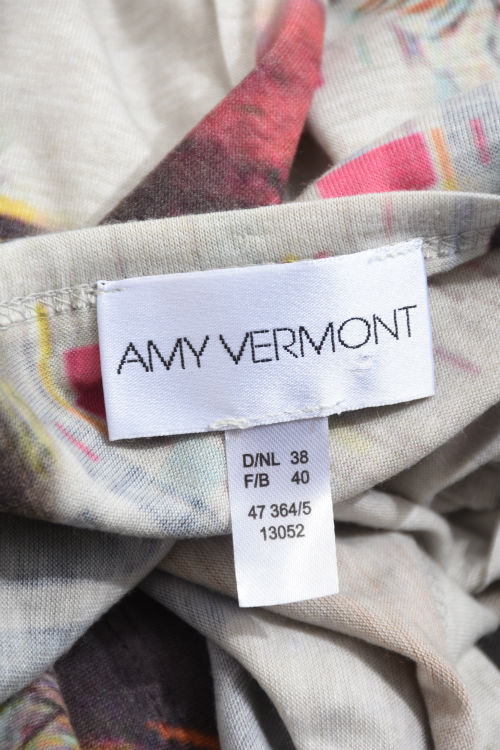 AMY VERMONT
D/NL 38
F/B 40
47 364/5
13052